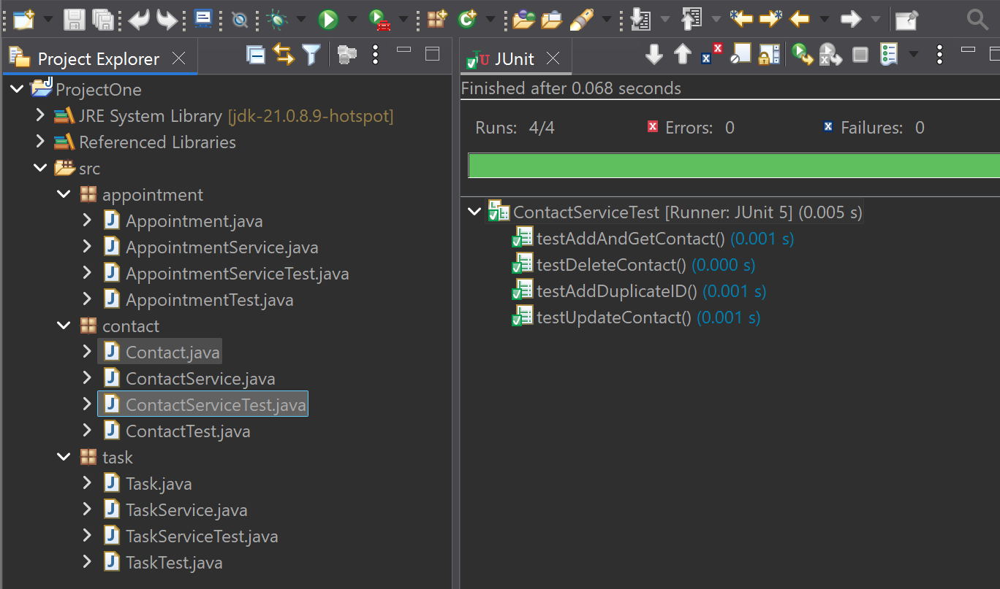 Project Explorer
ProjectOne
JRE System Library [jdk-21.0.8.9-hotspot]
Referenced Libraries
src
appointment
Appointment.java
AppointmentService.java
AppointmentServiceTest.java
AppointmentTest.java
contact
Contact.java
ContactService.java
ContactServiceTest.java
ContactTest.java
task
Task.java
TaskService.java
TaskServiceTest.java
TaskTest.java
JUnit
Finished after 0.068 seconds
Runs: 4/4 Errors: 0 Failures: 0
ContactServiceTest [Runner: JUnit 5] (0.005 s)
testAddAndGetContact() (0.001 s)
testDeleteContact() (0.000 s)
testAddDuplicateID() (0.001 s)
testUpdateContact() (0.001 s)